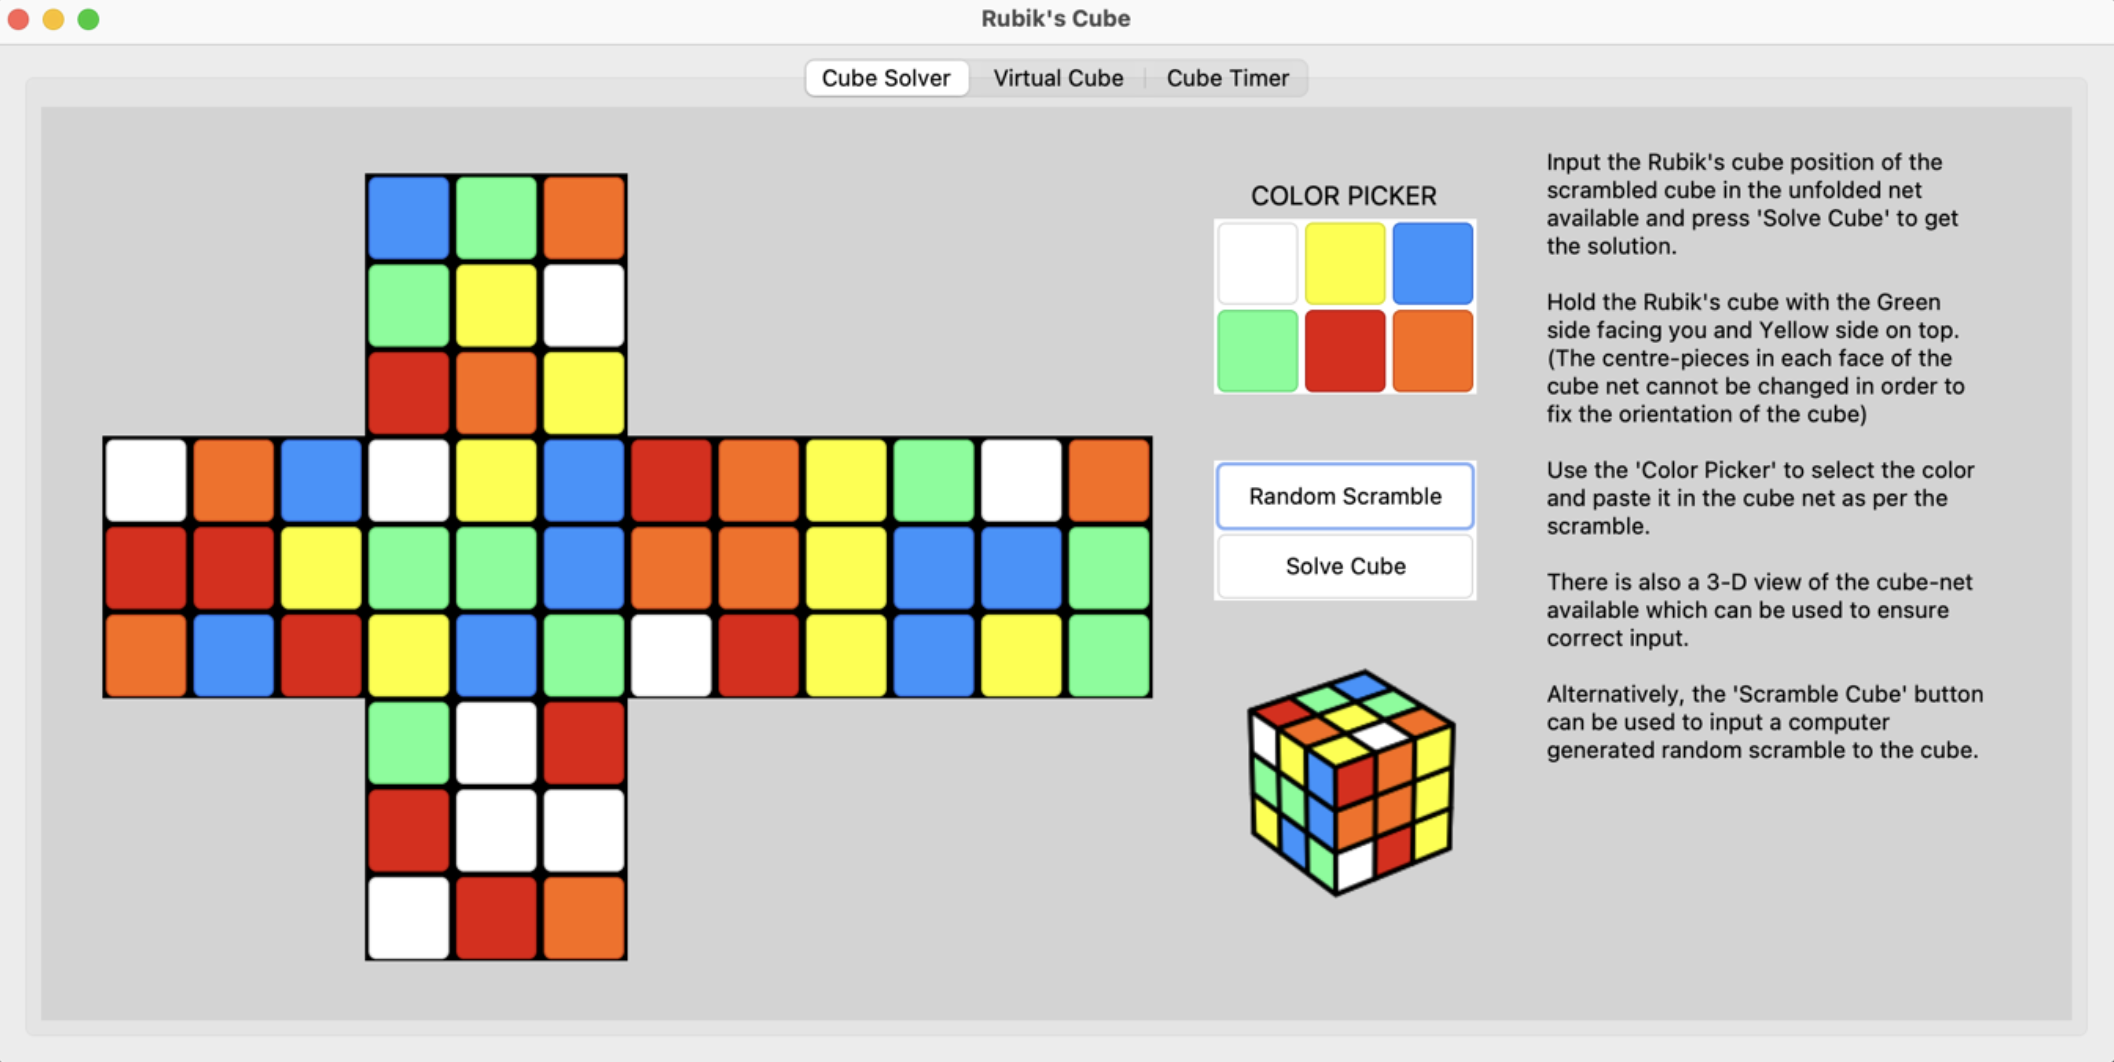 Rubik's Cube
Cube Solver
Virtual Cube
Cube Timer
COLOR PICKER
Random Scramble
Solve Cube
Input the Rubik's cube position of the
scrambled cube in the unfolded net
available and press 'Solve Cube' to get
the solution.
Hold the Rubik's cube with the Green
side facing you and Yellow side on top.
(The centre-pieces in each face of the
cube net cannot be changed in order to
fix the orientation of the cube)
Use the 'Color Picker' to select the color
and paste it in the cube net as per the
scramble.
There is also a 3-D view of the cube-net
available which can be used to ensure
correct input.
Alternatively, the 'Scramble Cube' button
can be used to input a computer
generated random scramble to the cube.